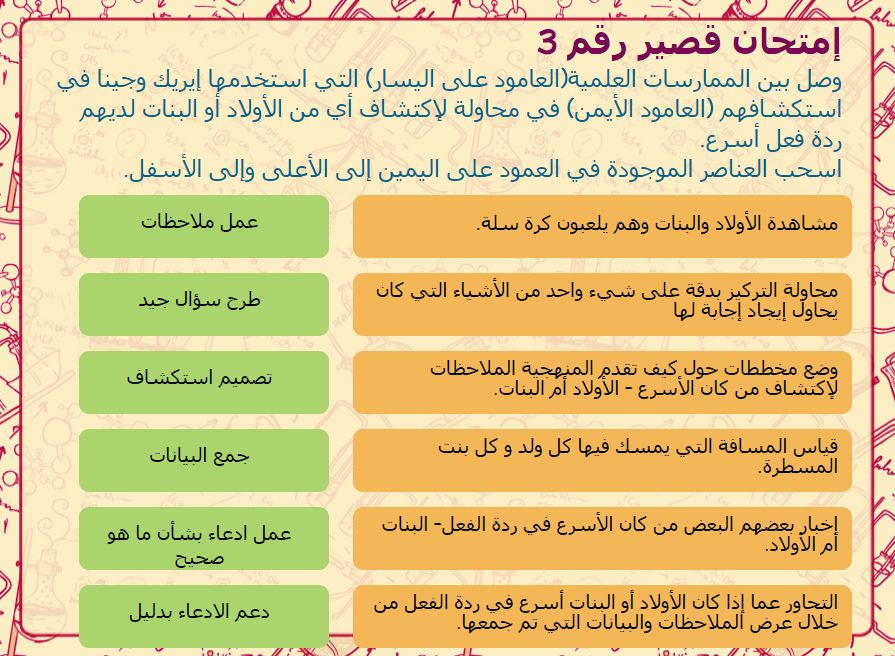 إمتحان قصير رقم 3
وصل بين الممارسات العلمية(العامود على اليسار) التي استخدمها إيريك وجينا في
استكشافهم (العامود الأيمن) في محاولة لإكتشاف أي من الأولاد أو البنات لديهم
ردة فعل أسرع.
اسحب العناصر الموجودة في العمود على اليمين إلى الأعلى وإلى الأسفل.
مشاهدة الأولاد والبنات وهم يلعبون كرة سلة.
عمل ملاحظات
محاولة التركيز بدقة على شيء واحد من الأشياء التي كان
يحاول إيجاد إجابة لها
طرح سؤال جيد
وضع مخططات حول كيف تقدم المنهجية الملاحظات
لإكتشاف من كان الأسرع - الأولاد أم البنات.
تصميم استكشاف
قياس المسافة التي يمسك فيها كل ولد و كل بنت
المسطرة.
جمع البيانات
إخبار بعضهم البعض من كان الأسرع في ردة الفعل- البنات
أم الأولاد.
عمل ادعاء بشأن ما هو
صحيح
التحاور عما إذا كان الأولاد أو البنات أسرع في ردة الفعل من
خلال عرض الملاحظات والبيانات التي تم جمعها.
دعم الادعاء بدليل